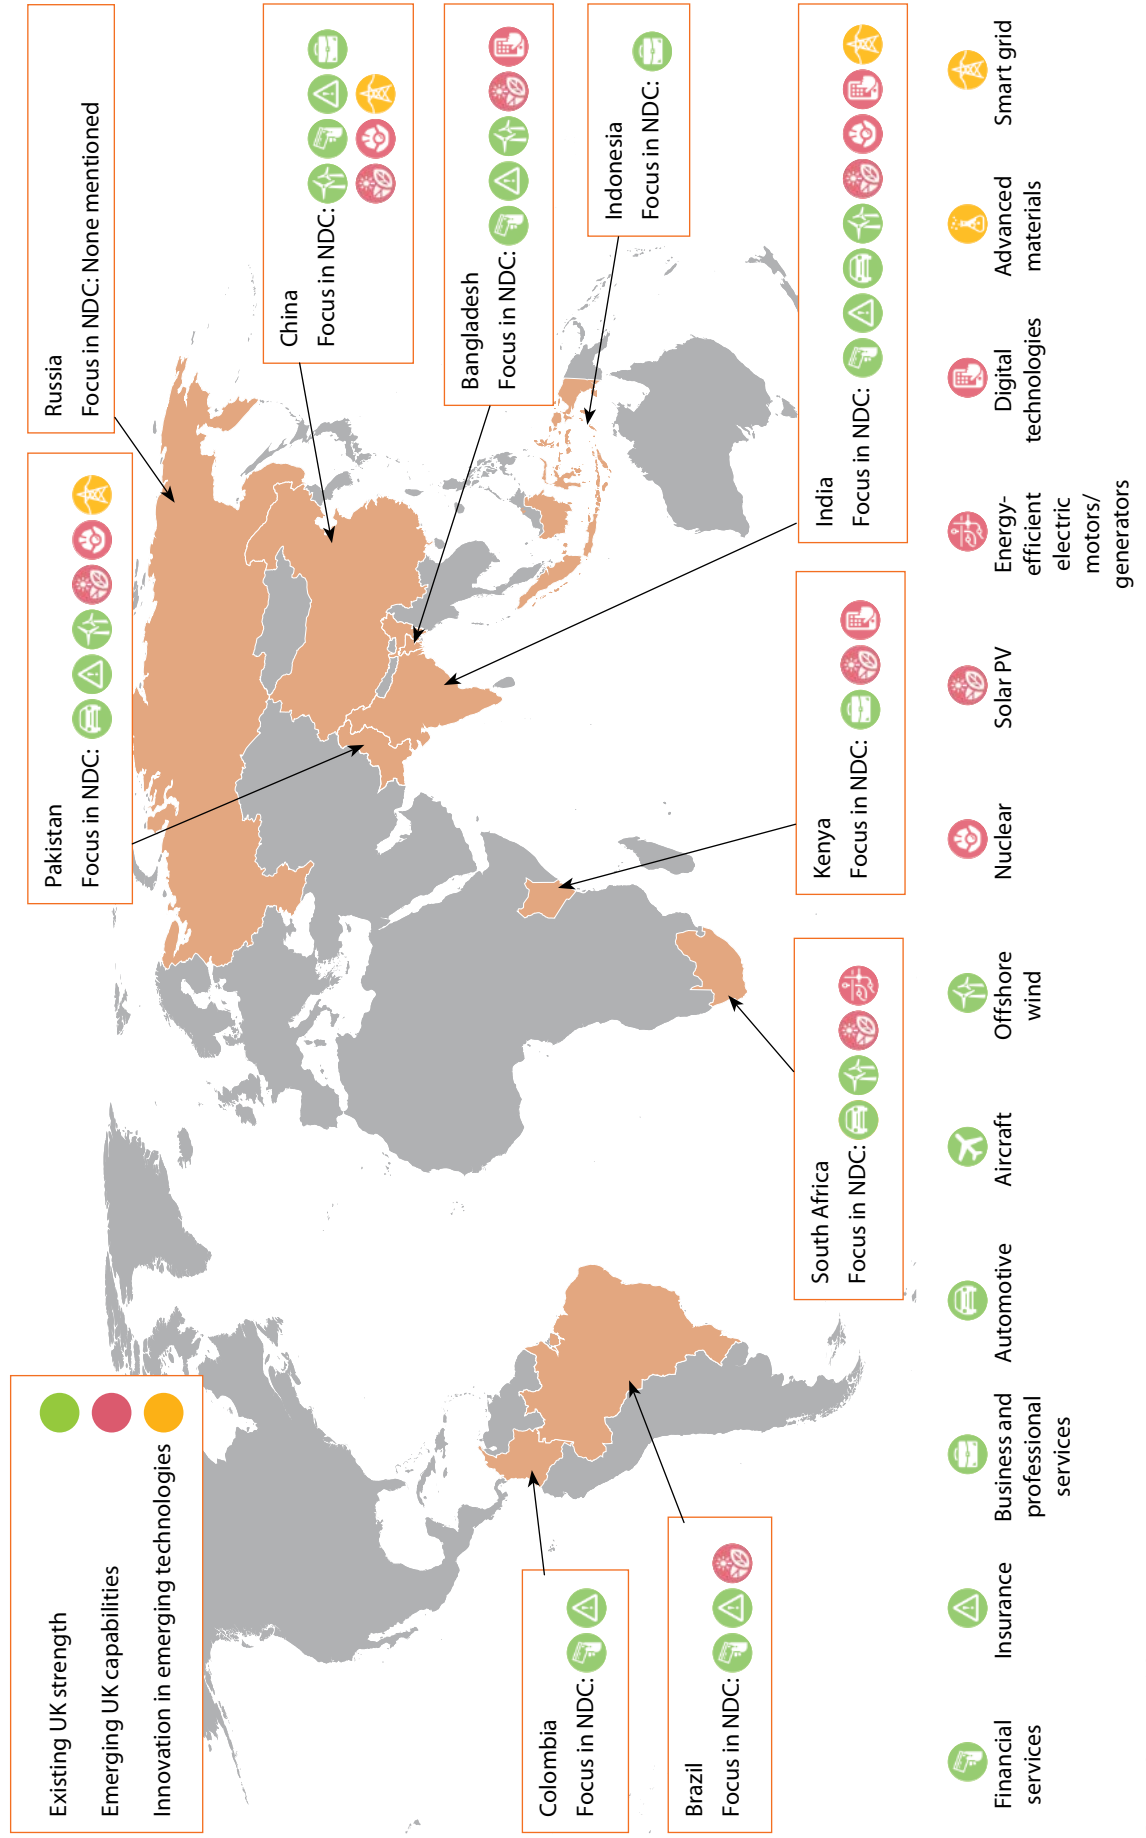 Existing UK strength
Emerging UK capabilities
Innovation in emerging technologies
Pakistan
Focus in NDC:
Russia
Focus in NDC: None mentioned
China
Focus in NDC:
Bangladesh
Focus in NDC:
Indonesia
Focus in NDC:
Colombia
Focus in NDC:
Brazil
Focus in NDC:
South Africa
Focus in NDC:
Kenya
Focus in NDC:
India
Focus in NDC:
Financial
services
Insurance
Business and
professional
services
Automotive
Aircraft
Offshore
wind
Nuclear
Solar PV
Energy-
efficient
electric
motors/
generators
Digital
technologies
Advanced
materials
Smart grid